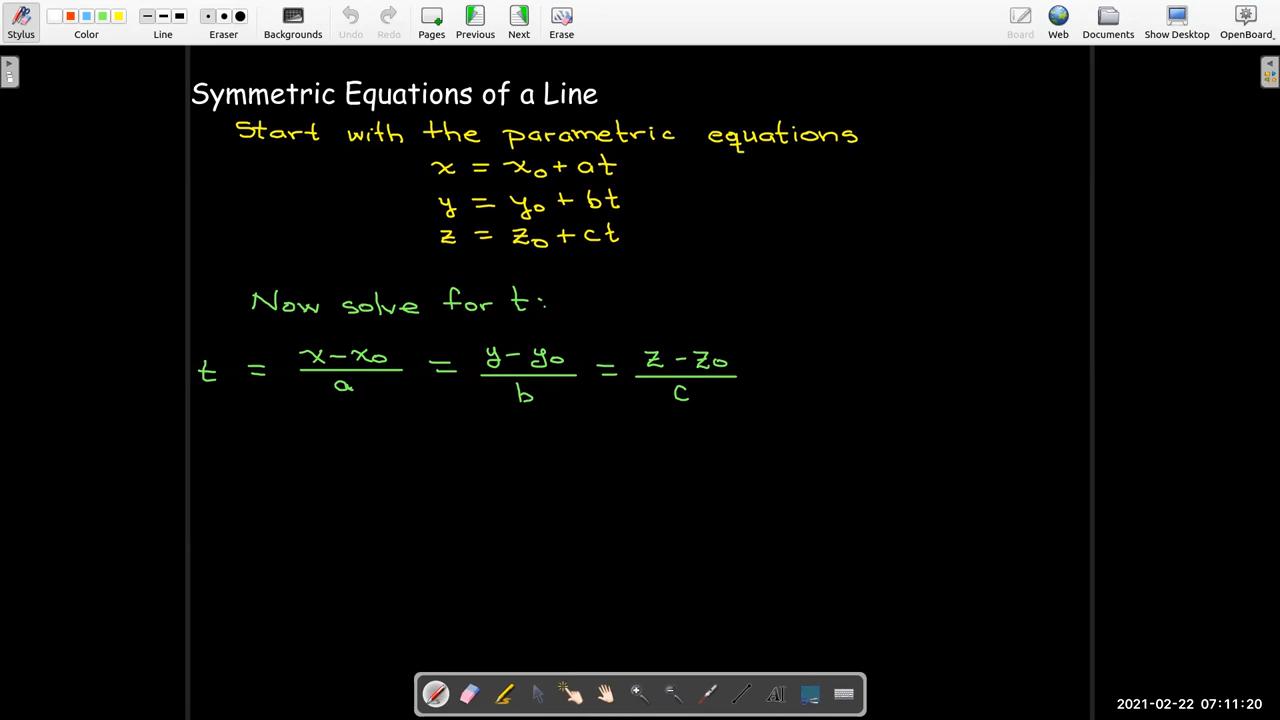 Stylus Color Line Eraser Backgrounds Undo Redo Pages Previous Next Erase Board Web Documents Show Desktop OpenBoard
Symmetric Equations of a Line
Start with the parametric equations
x = x₀ + at
y = y₀ + bt
z = z₀ + ct
Now solve for t:
t = (x - x₀)/a = (y - y₀)/b = (z - z₀)/c
AI
2021-02-22 07:11:20